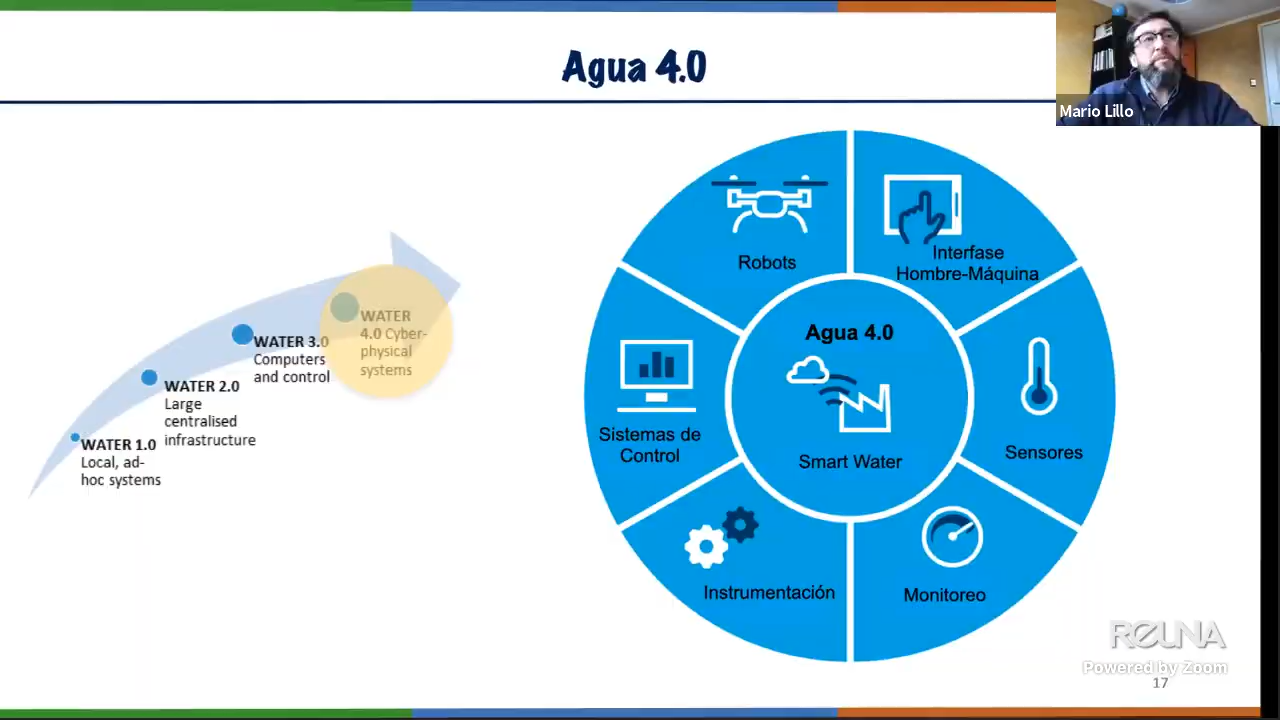 Agua 4.0
Mario Lillo
WATER 1.0
Local, ad-
hoc systems
WATER 2.0
Large
centralised
infrastructure
WATER 3.0
Computers
and control
WATER
4.0 Cyber-
physical
systems
Robots
Interfase
Hombre-Máquina
Sistemas de
Control
Agua 4.0
Smart Water
Sensores
Instrumentación
Monitoreo
REUNA
Powered by Zoom
17